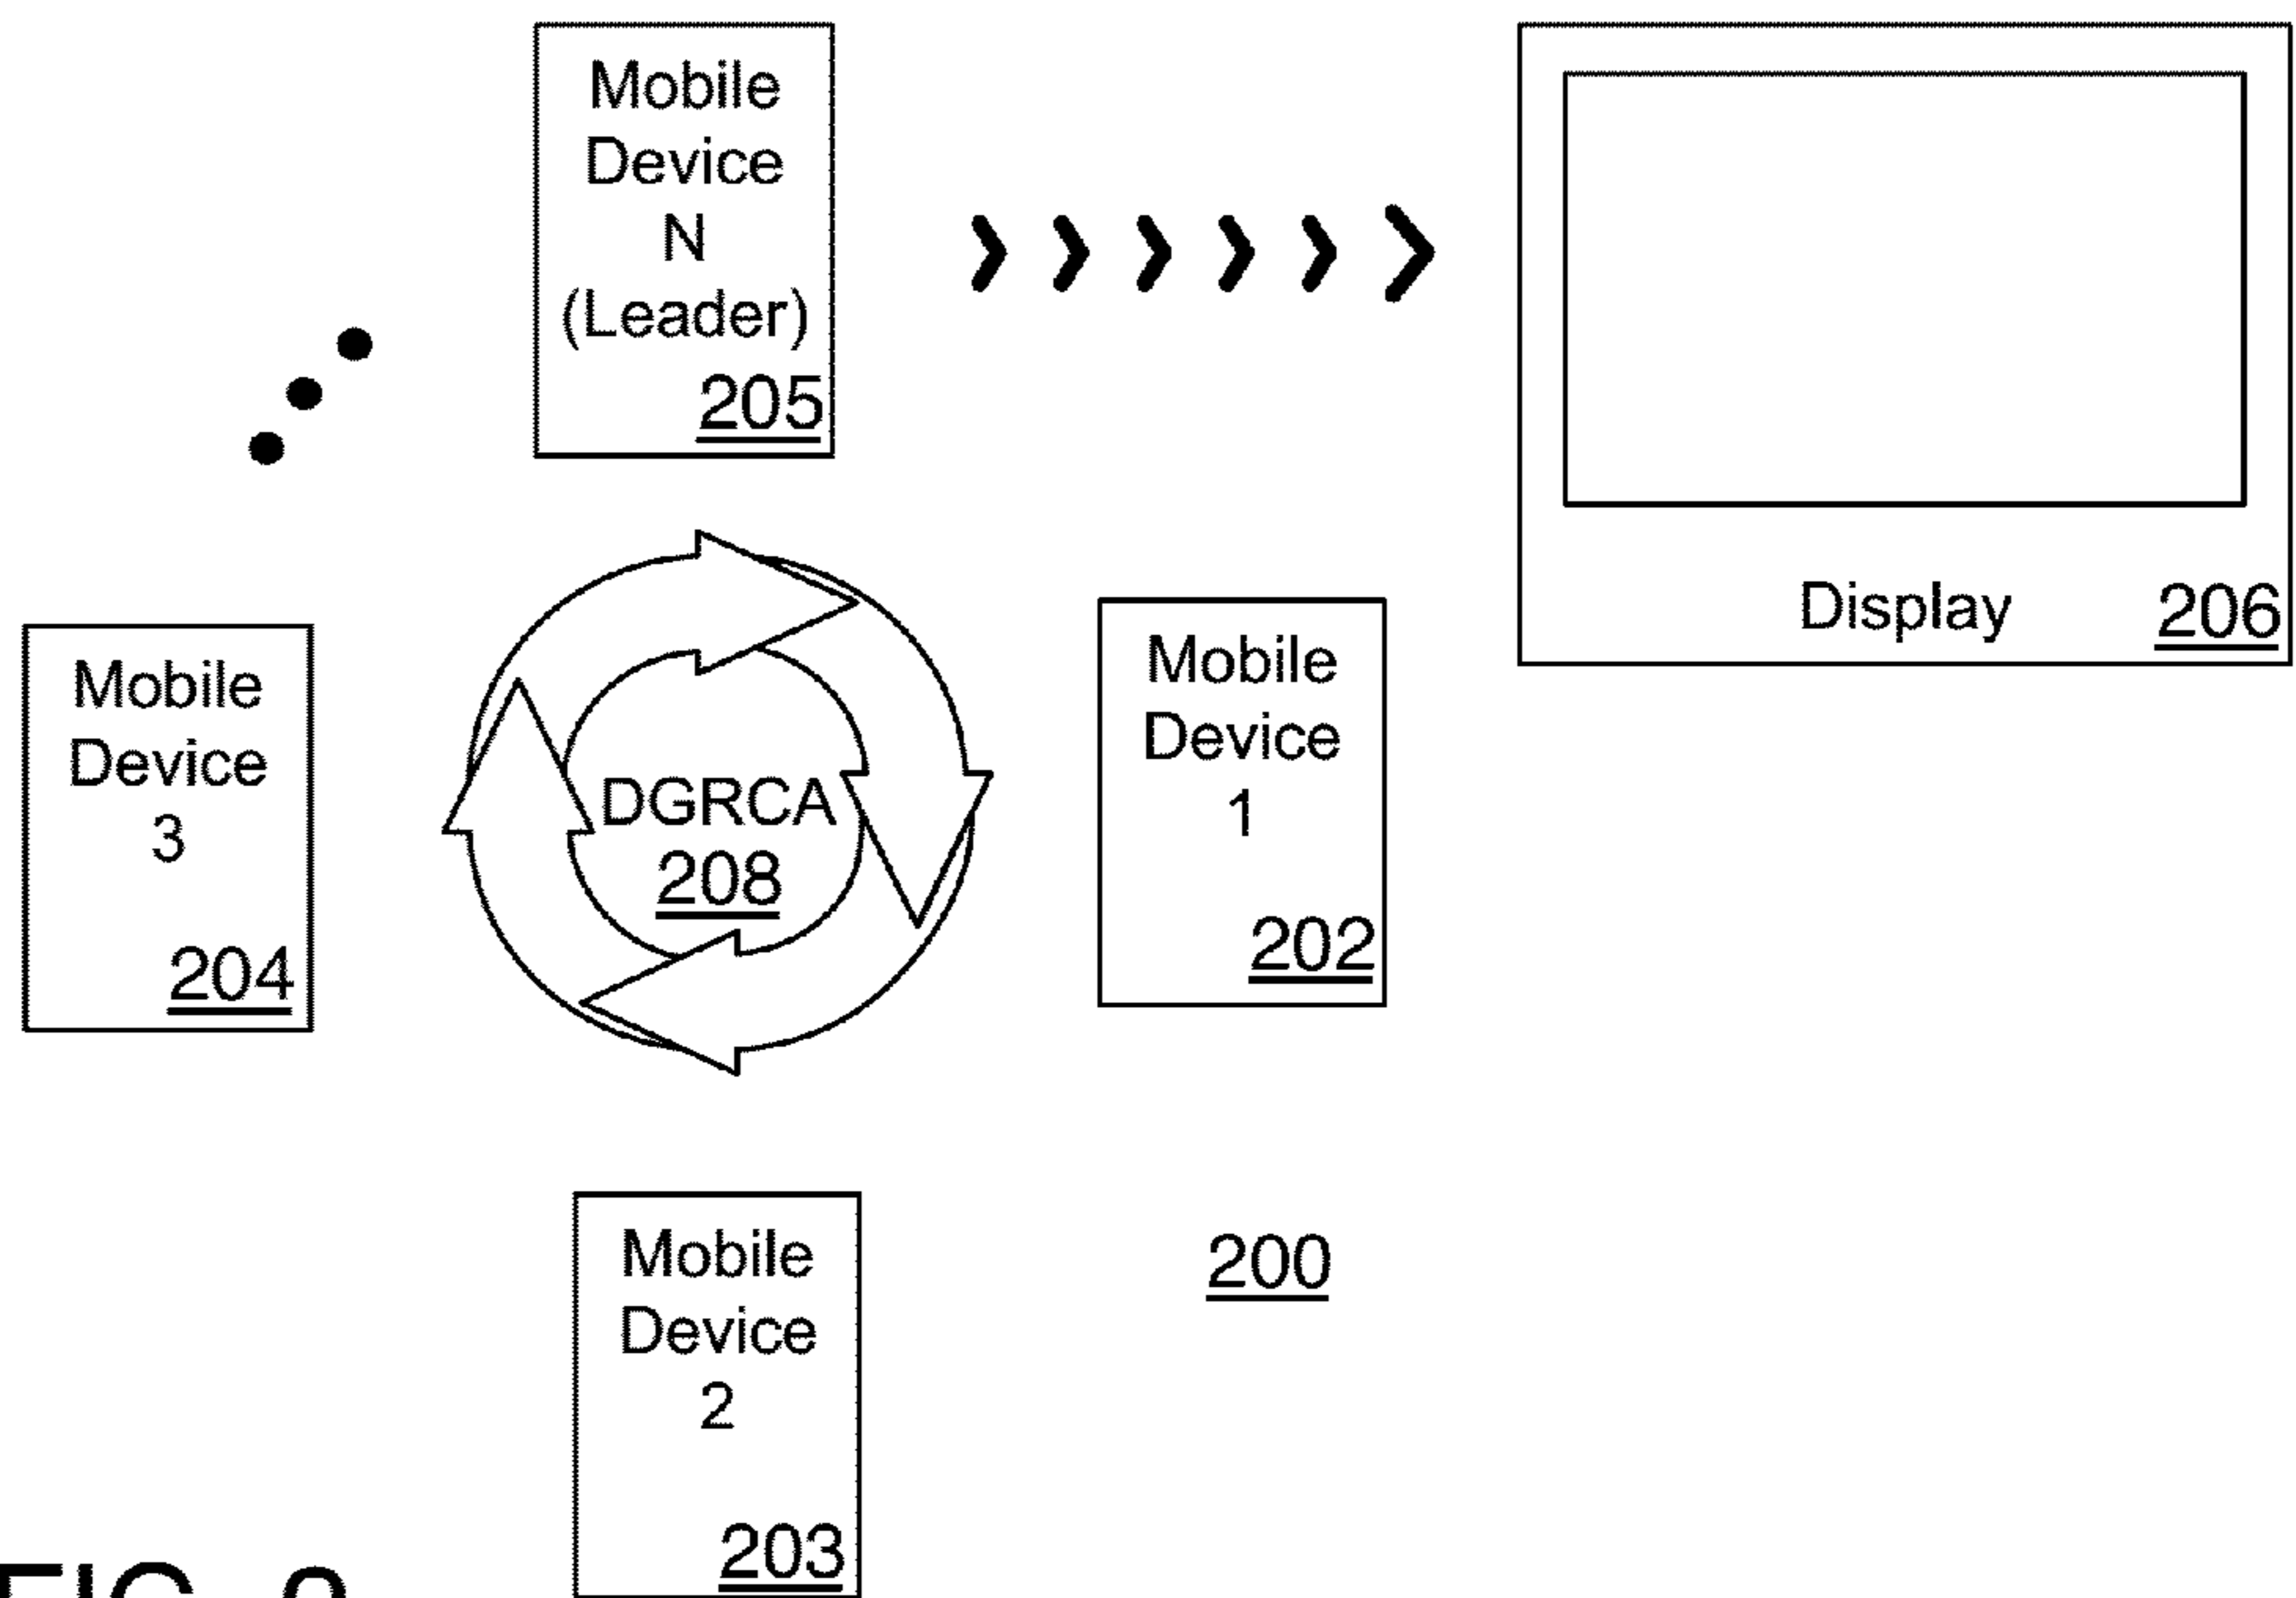 Mobile
Device
N
(Leader)
205
Display 206
Mobile
Device
1
202
Mobile
Device
3
204
DGRCA
208
Mobile
Device
2
203
200
FIG.